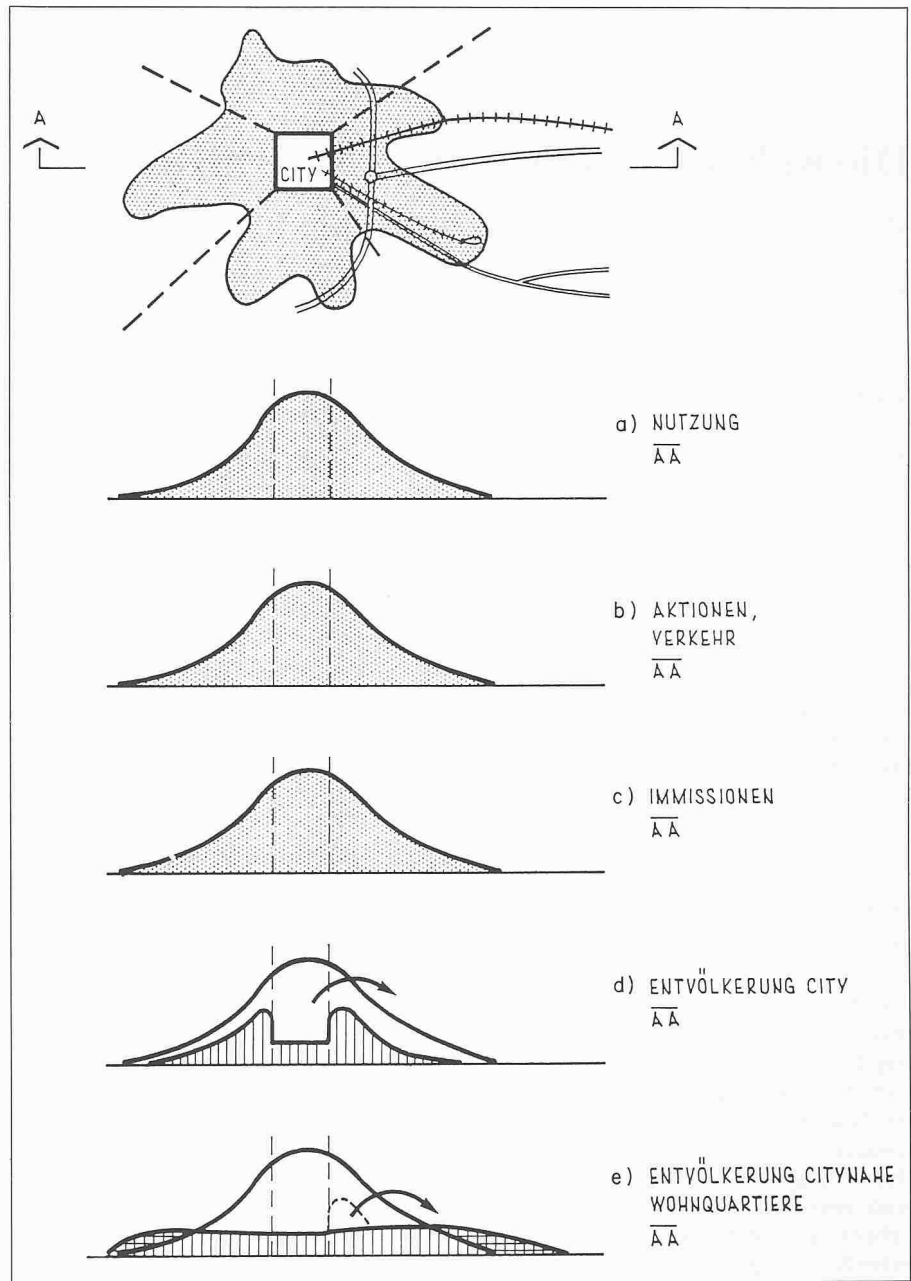 A
A
CITY
a) NUTZUNG
AA
b) AKTIONEN,
VERKEHR
AA
c) IMMISSIONEN
AA
d) ENTVÖLKERUNG CITY
AA
e) ENTVÖLKERUNG CITYNAHE
WOHNQUARTIERE
AA